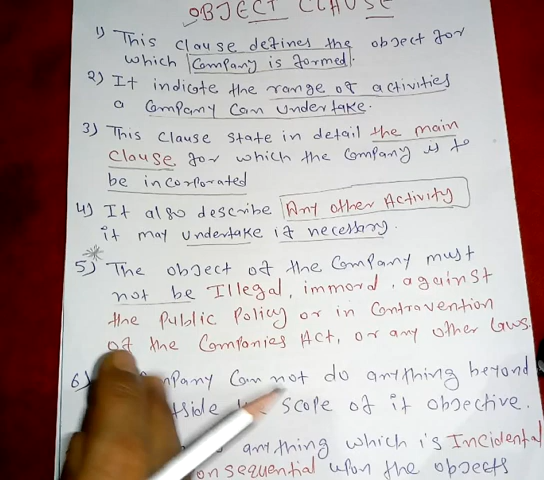 OBJECT CLAUSE
1) This clause defines the object for
which Company is formed.
2) It indicate the range of activities
a Company Can undertake.
3) This Clause state in detail the main
Clause for which the Company is to
be incorporated
4) It also describe Any other Activity
it may undertake if necessary.
5) The object of the Company must
not be Illegal, immoral, against
the Public Policy or in Contravention
of the Companies Act, or any other laws.
6) Company Can not do anything beyond
scope of it objective.
anything which is Incidental
upon the objects